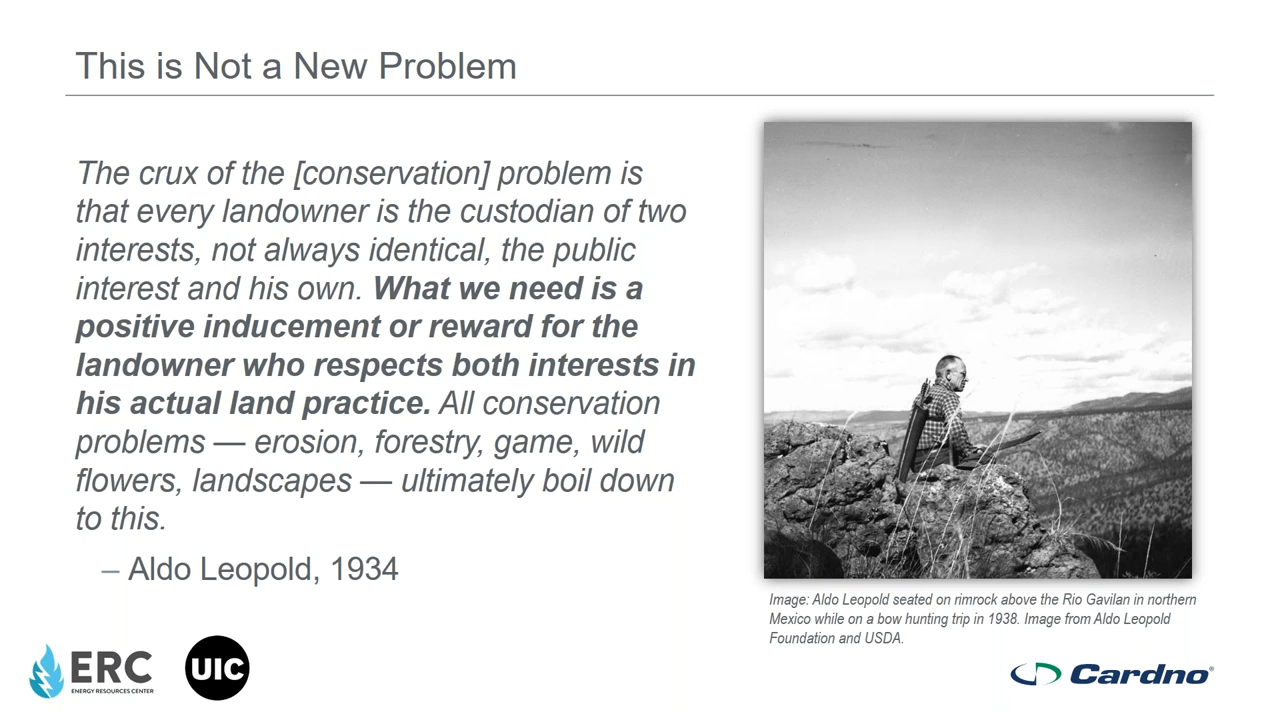 This is Not a New Problem
The crux of the [conservation] problem is
that every landowner is the custodian of two
interests, not always identical, the public
interest and his own. What we need is a
positive inducement or reward for the
landowner who respects both interests in
his actual land practice. All conservation
problems — erosion, forestry, game, wild
flowers, landscapes — ultimately boil down
to this.
– Aldo Leopold, 1934
Image: Aldo Leopold seated on rimrock above the Rio Gavilan in northern
Mexico while on a bow hunting trip in 1938. Image from Aldo Leopold
Foundation and USDA.
ERC
ENERGY RESOURCES CENTER
UIC
Cardno®